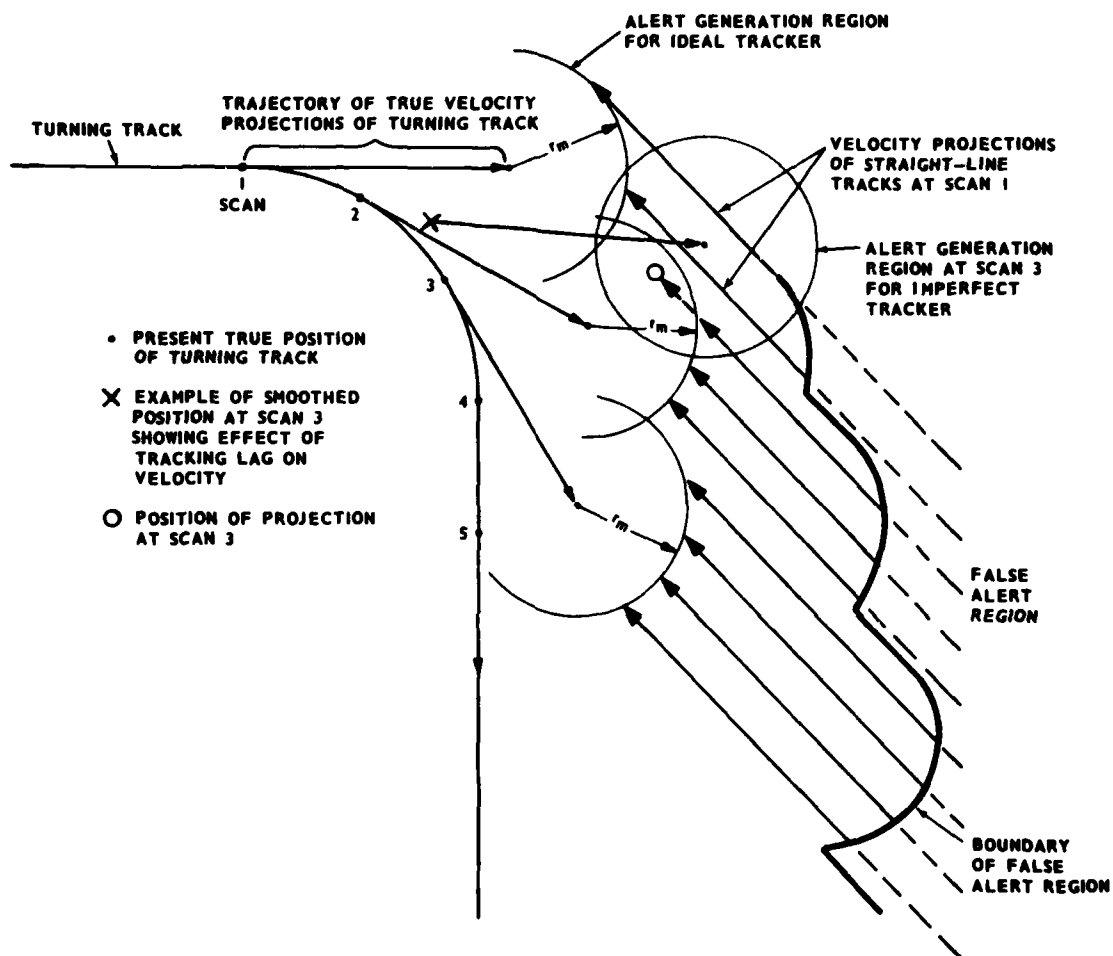 ALERT GENERATION REGION
FOR IDEAL TRACKER
TRAJECTORY OF TRUE VELOCITY
PROJECTIONS OF TURNING TRACK
TURNING TRACK
rm
VELOCITY PROJECTIONS
OF STRAIGHT-LINE
TRACKS AT SCAN 1
1
SCAN
2
ALERT GENERATION
REGION AT SCAN 3
FOR IMPERFECT
TRACKER
3
rm
• PRESENT TRUE POSITION
OF TURNING TRACK
X EXAMPLE OF SMOOTHED
POSITION AT SCAN 3
SHOWING EFFECT OF
TRACKING LAG ON
VELOCITY
4
O POSITION OF PROJECTION
AT SCAN 3
5
rm
FALSE
ALERT
REGION
BOUNDARY
OF FALSE
ALERT REGION